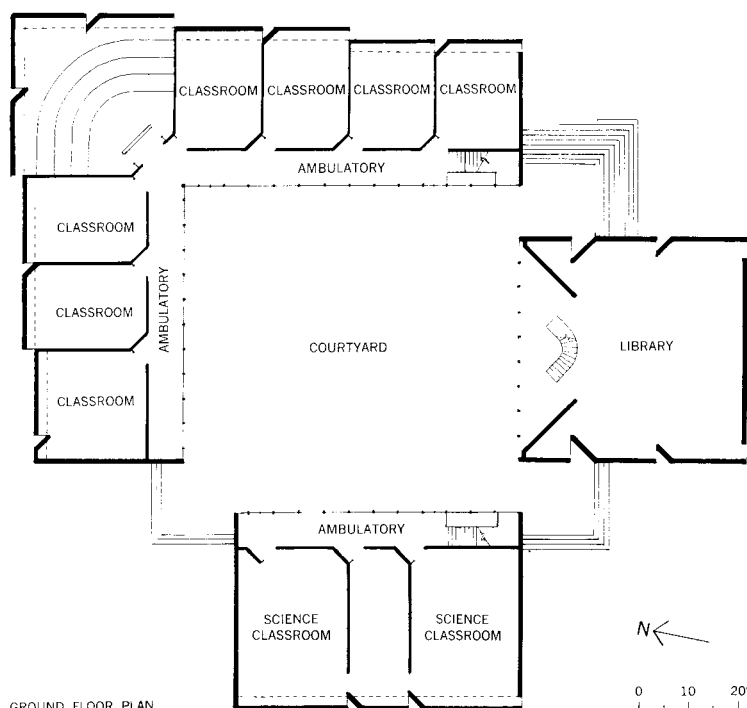 CLASSROOM
CLASSROOM
CLASSROOM
CLASSROOM
AMBULATORY
CLASSROOM
CLASSROOM
CLASSROOM
AMBULATORY
COURTYARD
LIBRARY
AMBULATORY
SCIENCE
CLASSROOM
SCIENCE
CLASSROOM
N
GROUND FLOOR PLAN
0 10 20'